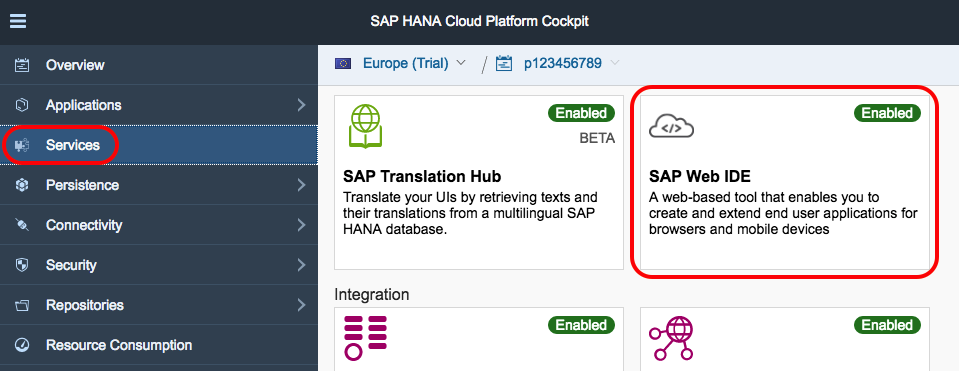 SAP HANA Cloud Platform Cockpit
Overview
Applications
Services
Persistence
Connectivity
Security
Repositories
Resource Consumption
Europe (Trial) / p123456789
Enabled
BETA
SAP Translation Hub
Translate your UIs by retrieving texts and
their translations from a multilingual SAP
HANA database.
Enabled
</>
SAP Web IDE
A web-based tool that enables you to
create and extend end user applications for
browsers and mobile devices
Integration
Enabled
Enabled